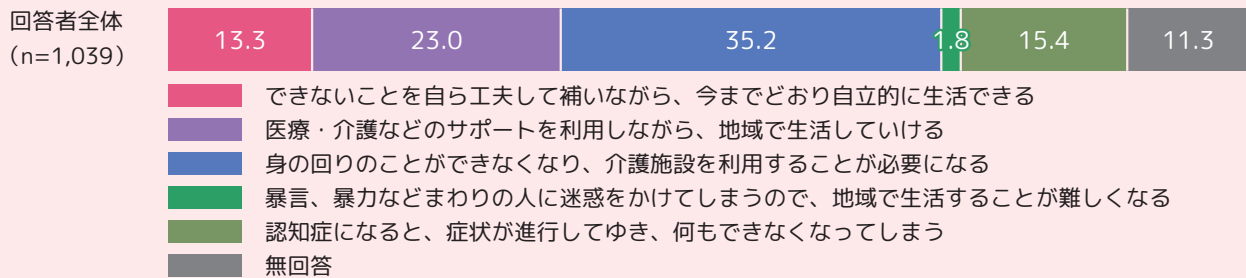 回答者全体
（n=1,039）
13.3 23.0 35.2 1.8 15.4 11.3
できないことを自ら工夫して補いながら、今までどおり自立的に生活できる
医療・介護などのサポートを利用しながら、地域で生活していける
身の回りのことができなくなり、介護施設を利用することが必要になる
暴言、暴力などまわりの人に迷惑をかけてしまうので、地域で生活することが難しくなる
認知症になると、症状が進行してゆき、何もできなくなってしまう
無回答